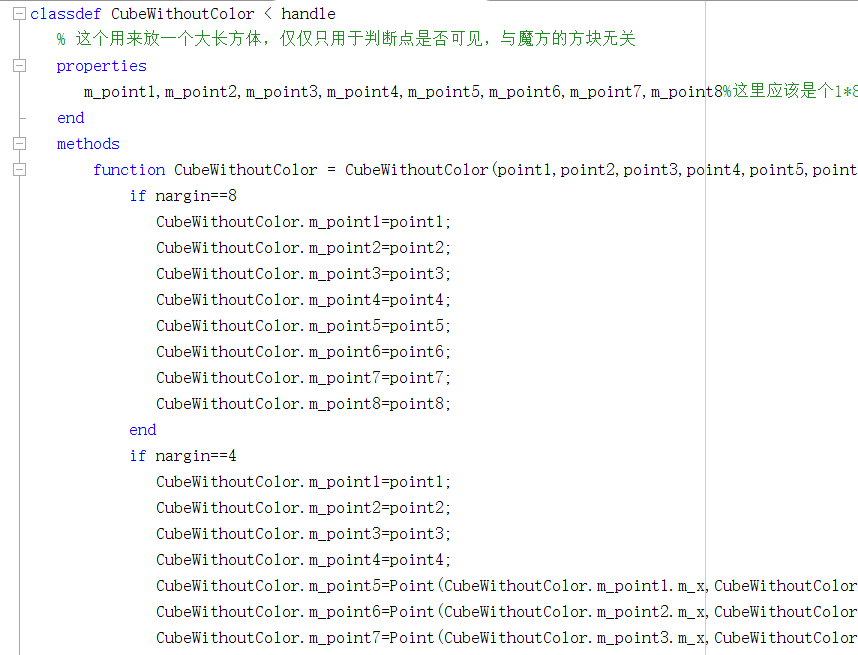 classdef CubeWithoutColor < handle
% 这个用来放一个大长方体，仅仅只用于判断点是否可见，与魔方的方块无关
properties
m_point1,m_point2,m_point3,m_point4,m_point5,m_point6,m_point7,m_point8%这里应该是个1*8
end
methods
function CubeWithoutColor = CubeWithoutColor(point1,point2,point3,point4,point5,point
if nargin==8
CubeWithoutColor.m_point1=point1;
CubeWithoutColor.m_point2=point2;
CubeWithoutColor.m_point3=point3;
CubeWithoutColor.m_point4=point4;
CubeWithoutColor.m_point5=point5;
CubeWithoutColor.m_point6=point6;
CubeWithoutColor.m_point7=point7;
CubeWithoutColor.m_point8=point8;
end
if nargin==4
CubeWithoutColor.m_point1=point1;
CubeWithoutColor.m_point2=point2;
CubeWithoutColor.m_point3=point3;
CubeWithoutColor.m_point4=point4;
CubeWithoutColor.m_point5=Point(CubeWithoutColor.m_point1.m_x,CubeWithoutColor
CubeWithoutColor.m_point6=Point(CubeWithoutColor.m_point2.m_x,CubeWithoutColor
CubeWithoutColor.m_point7=Point(CubeWithoutColor.m_point3.m_x,CubeWithoutColor